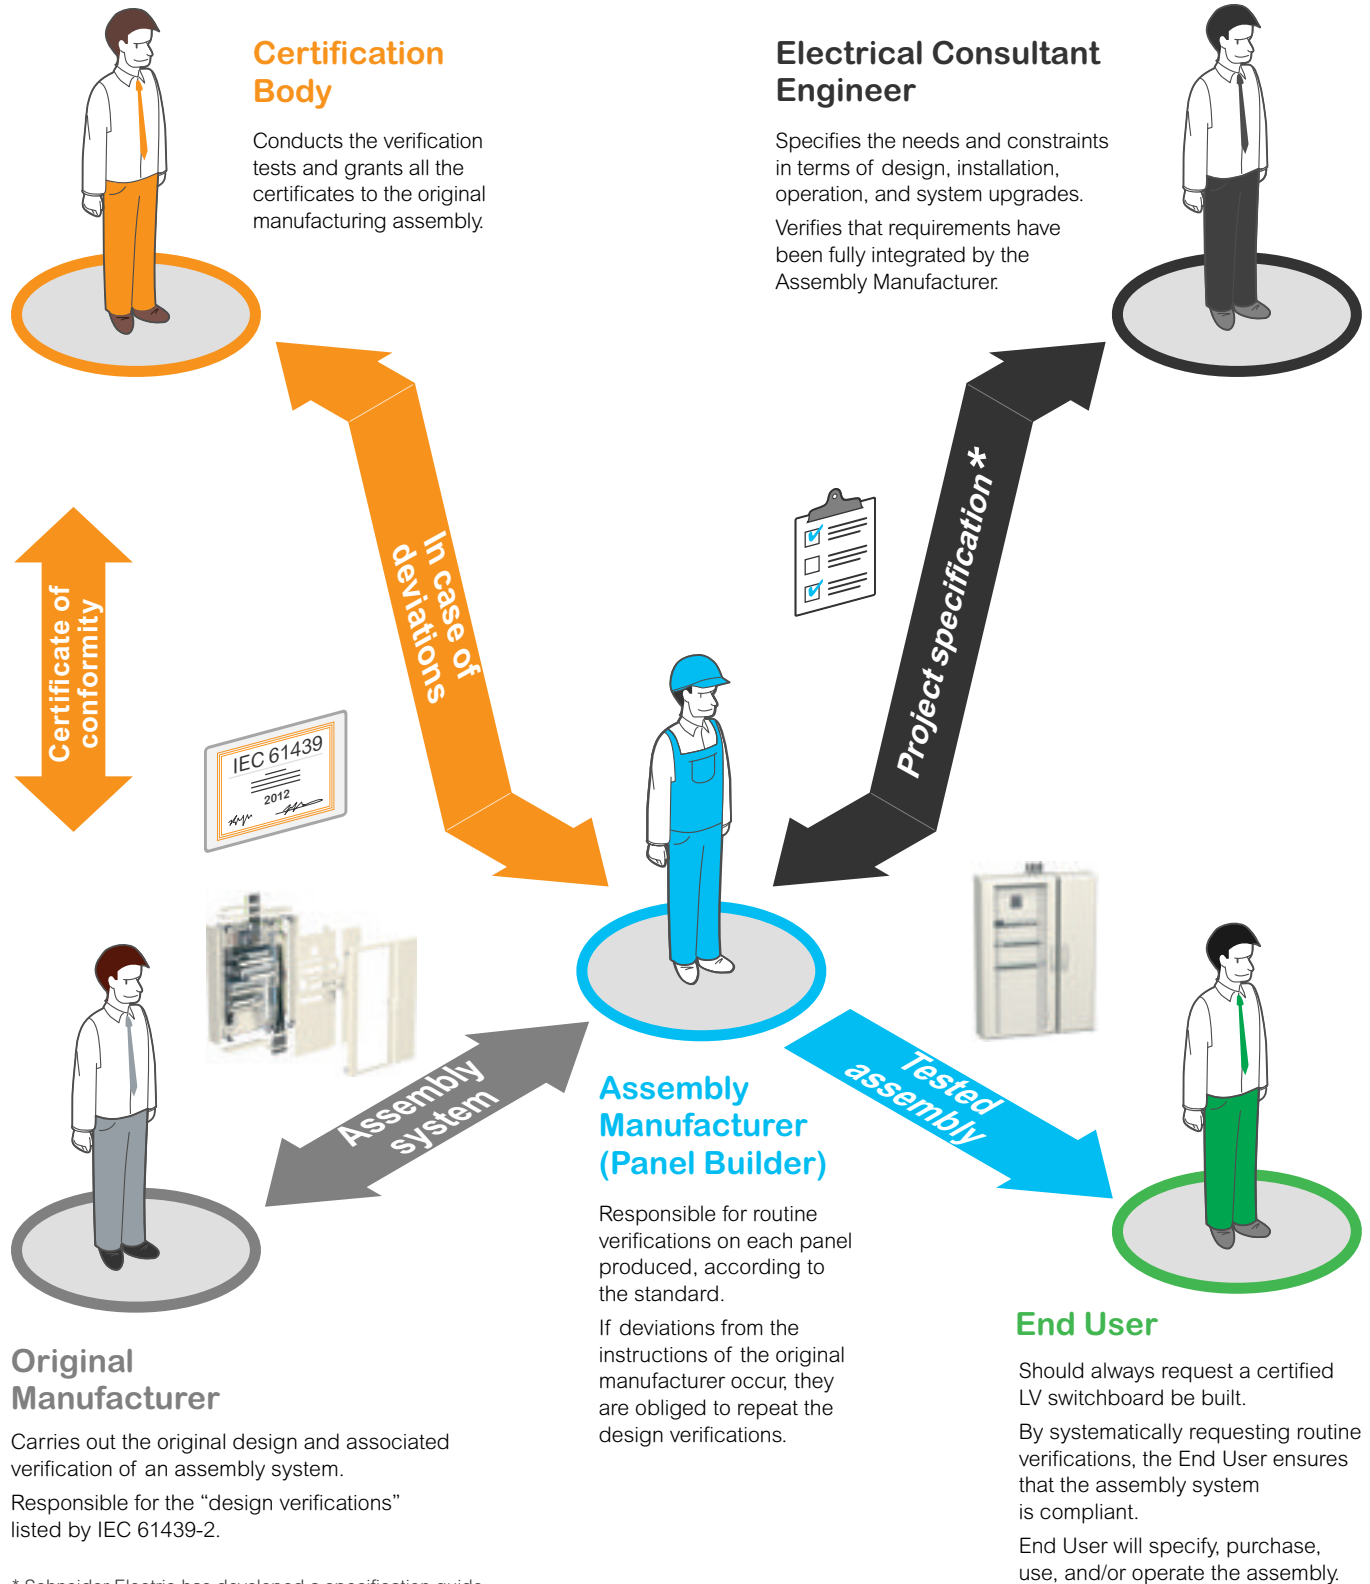 Certification
Body
Conducts the verification
tests and grants all the
certificates to the original
manufacturing assembly.
Electrical Consultant
Engineer
Specifies the needs and constraints
in terms of design, installation,
operation, and system upgrades.
Verifies that requirements have
been fully integrated by the
Assembly Manufacturer.
In case of
deviations
Project specification*
Certificate of
conformity
IEC 61439
2012
Assembly
system
Tested
assembly
Assembly
Manufacturer
(Panel Builder)
Responsible for routine
verifications on each panel
produced, according to
the standard.
If deviations from the
instructions of the original
manufacturer occur, they
are obliged to repeat the
design verifications.
Original
Manufacturer
Carries out the original design and associated
verification of an assembly system.
Responsible for the “design verifications”
listed by IEC 61439-2.
End User
Should always request a certified
LV switchboard be built.
By systematically requesting routine
verifications, the End User ensures
that the assembly system
is compliant.
End User will specify, purchase,
use, and/or operate the assembly.
* Schneider Electric has developed a specification guide